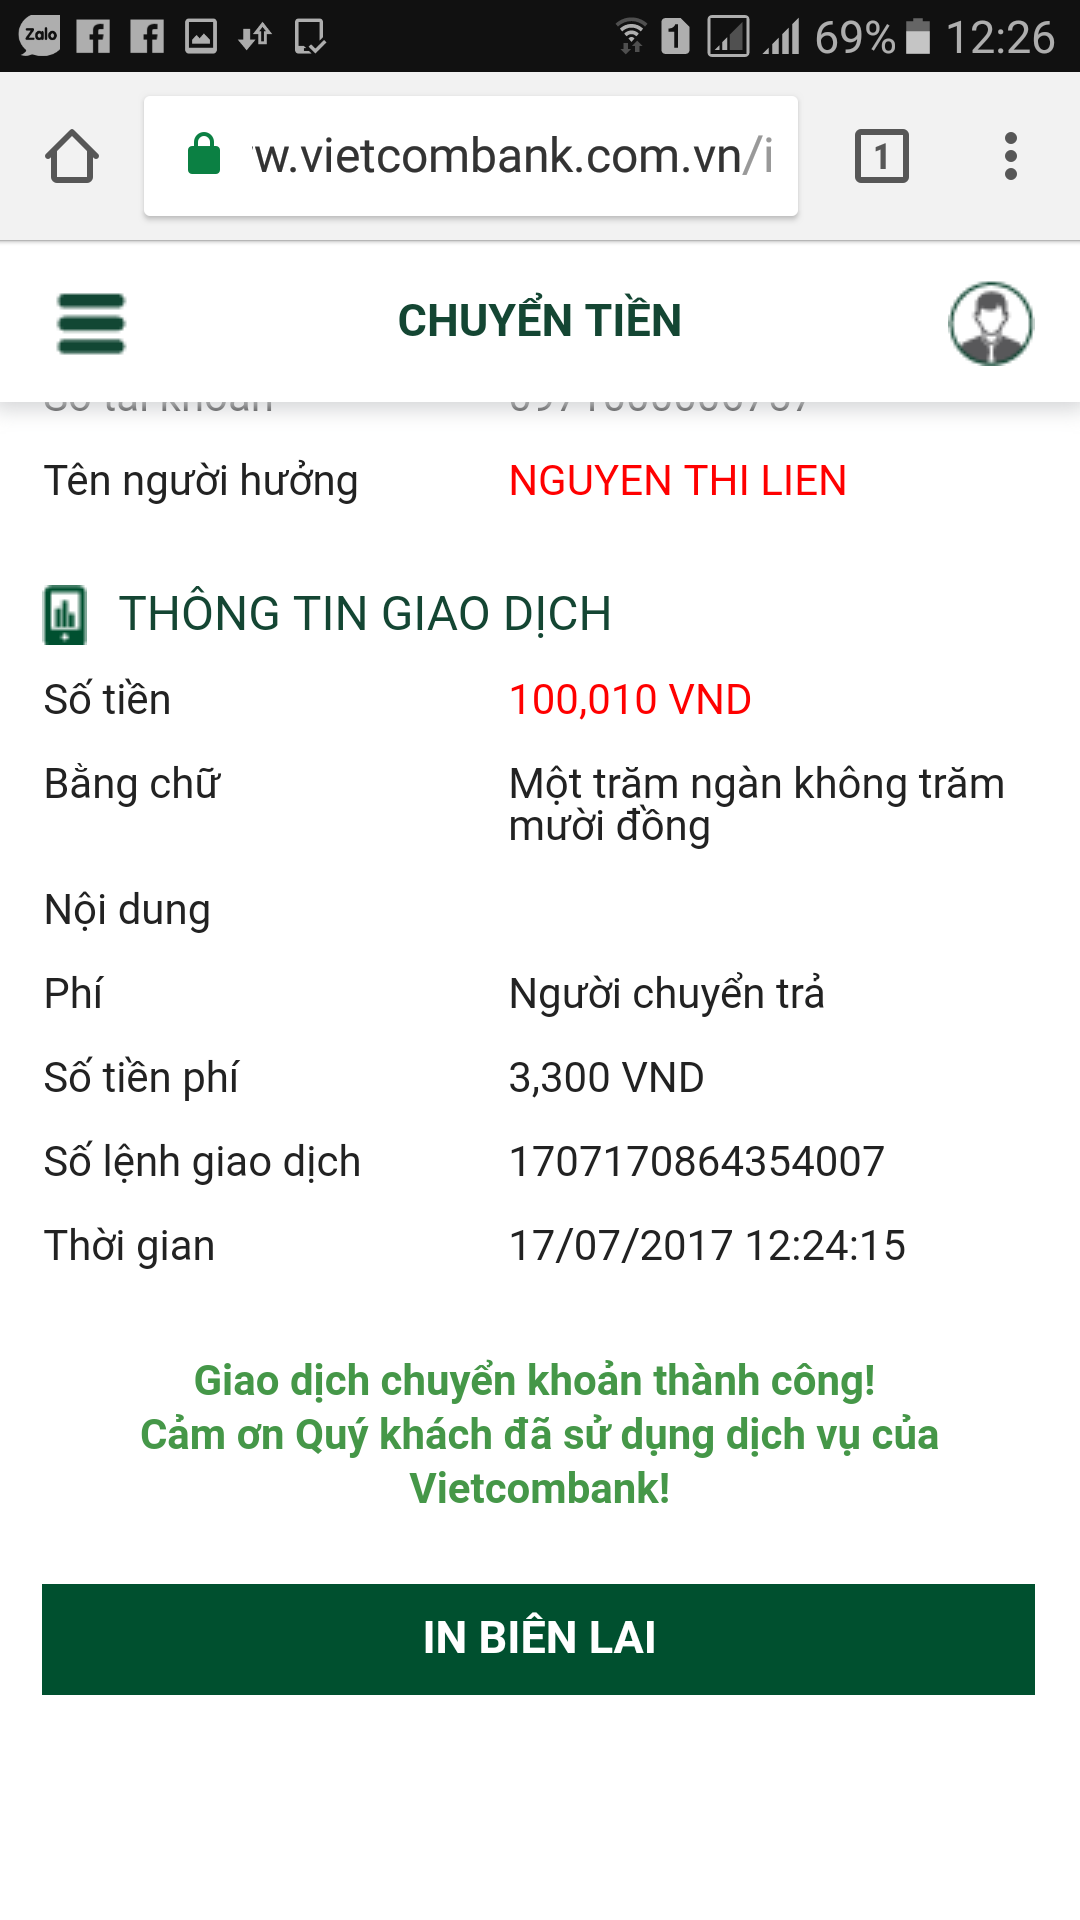 Zalo
1 69% 12:26
w.vietcombank.com.vn/i
1
CHUYỂN TIỀN
Số tài khoản
Tên người hưởng NGUYEN THI LIEN
THÔNG TIN GIAO DỊCH
Số tiền 100,010 VND
Bằng chữ Một trăm ngàn không trăm
mười đồng
Nội dung
Phí Người chuyển trả
Số tiền phí 3,300 VND
Số lệnh giao dịch 1707170864354007
Thời gian 17/07/2017 12:24:15
Giao dịch chuyển khoản thành công!
Cảm ơn Quý khách đã sử dụng dịch vụ của
Vietcombank!
IN BIÊN LAI